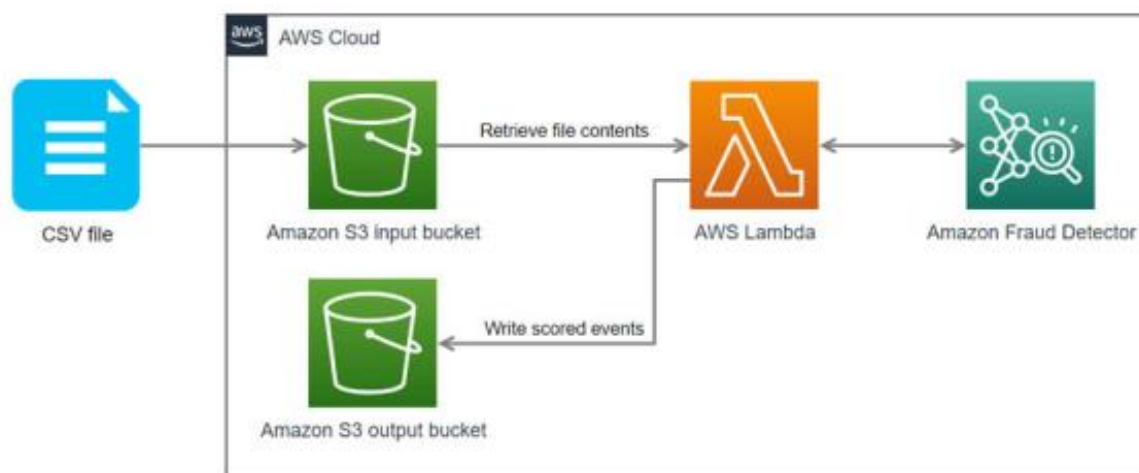 aws
AWS Cloud
Retrieve file contents
CSV file
Amazon S3 input bucket
AWS Lambda
Amazon Fraud Detector
Write scored events
Amazon S3 output bucket